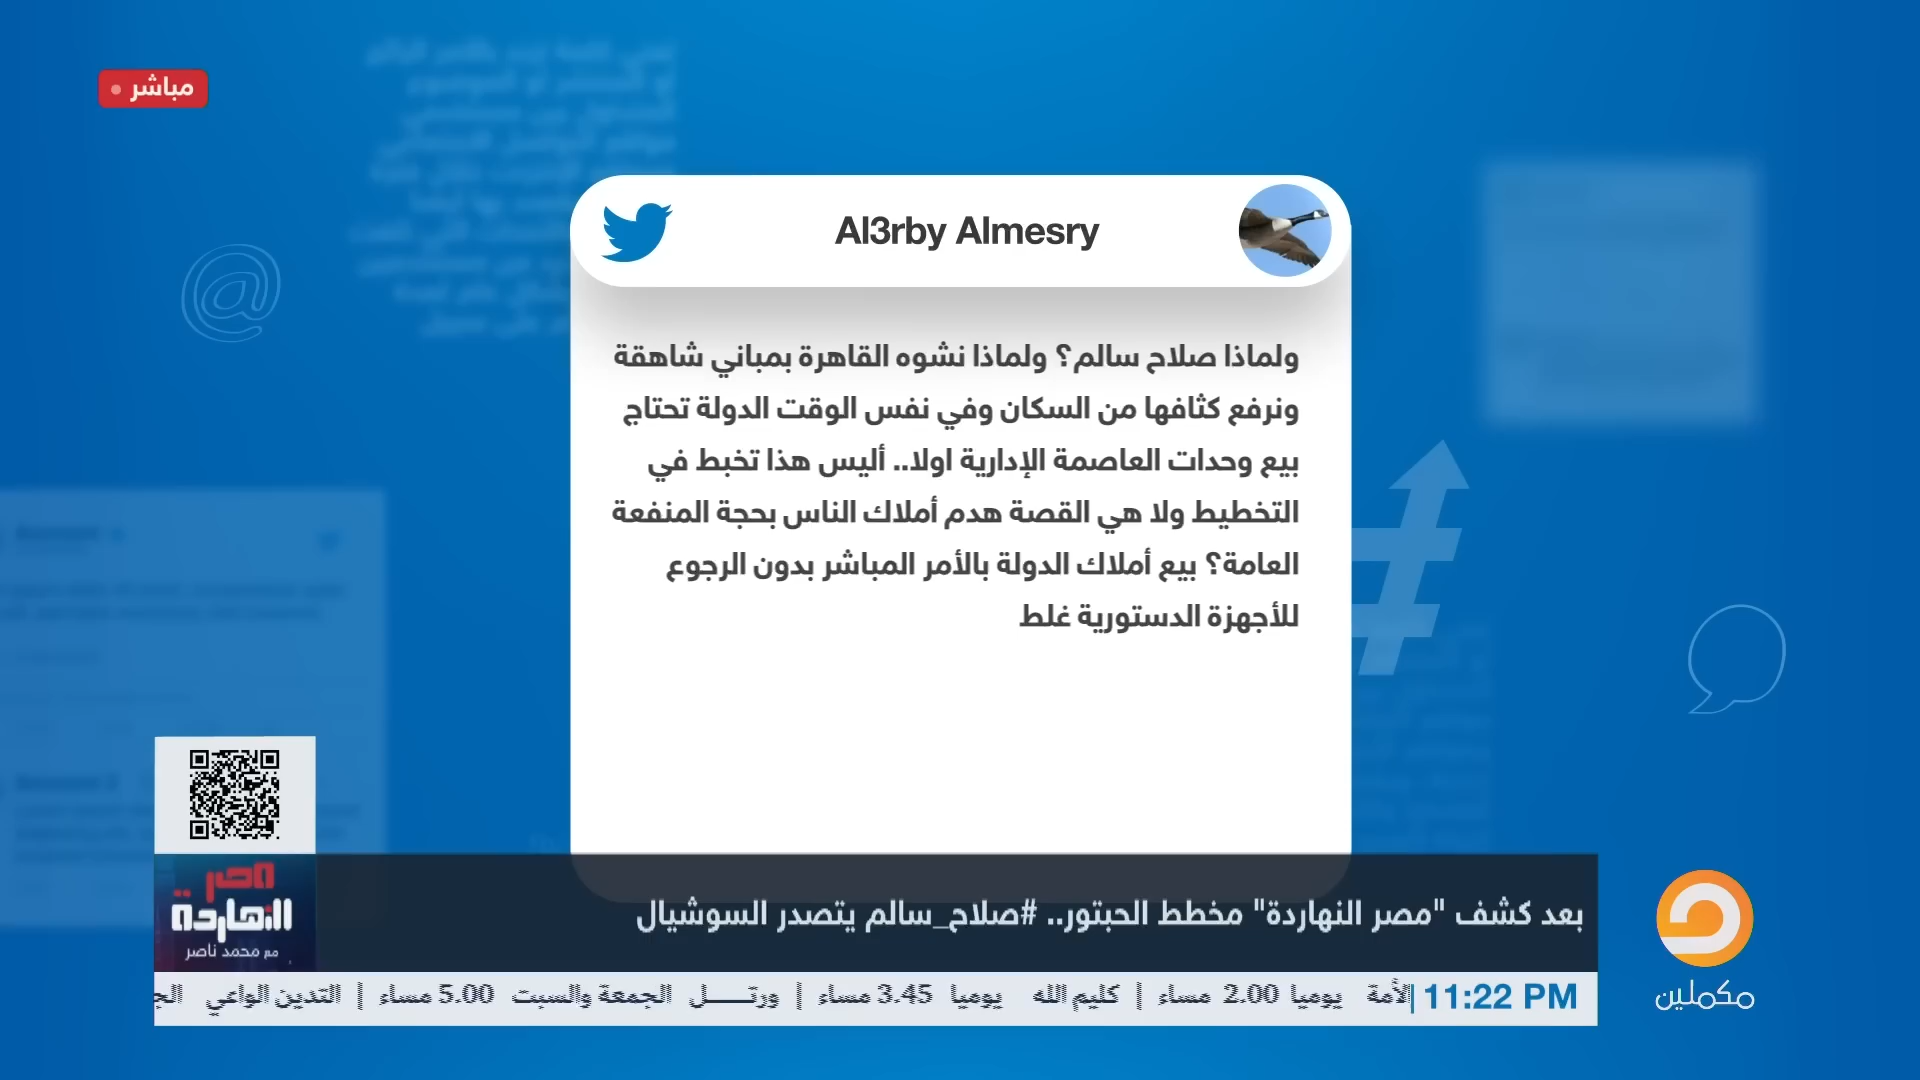 مباشر
Al3rby Almesry
ولماذا صلاح سالم؟ ولماذا نشوه القاهرة بمباني شاهقة
ونرفع كثافها من السكان وفي نفس الوقت الدولة تحتاج
بيع وحدات العاصمة الإدارية اولا.. أليس هذا تخبط في
التخطيط ولا هي القصة هدم أملاك الناس بحجة المنفعة
العامة؟ بيع أملاك الدولة بالأمر المباشر بدون الرجوع
للأجهزة الدستورية غلط
مصر
النهاردة
مع محمد ناصر
بعد كشف "مصر النهاردة" مخطط الحبتور.. #صلاح_سالم يتصدر السوشيال
11:22 PM
الأمة يوميا 2.00 مساء | كليم الله يوميا 3.45 مساء | ورتـــل الجمعة والسبت 5.00 مساء | التدين الواعي
مكملين